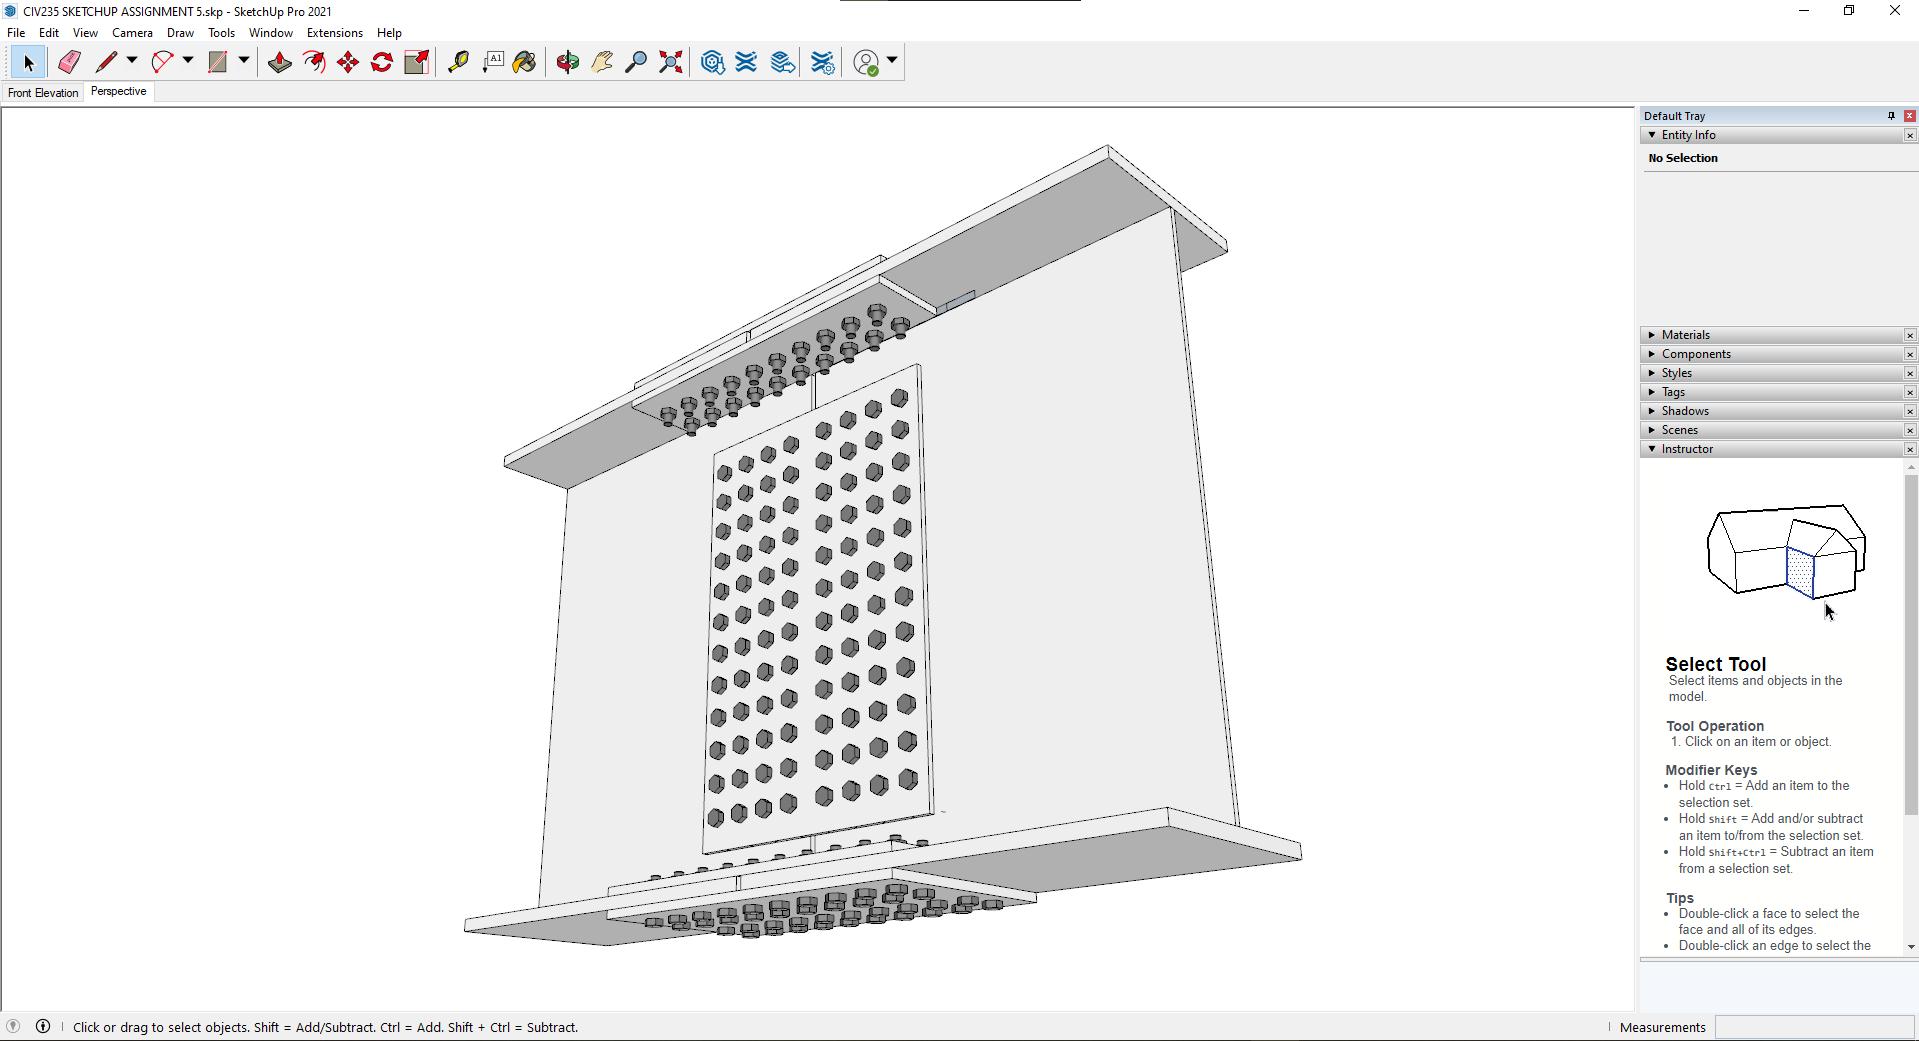 CIV235 SKETCHUP ASSIGNMENT 5.skp - SketchUp Pro 2021
File Edit View Camera Draw Tools Window Extensions Help
A1
Front Elevation Perspective
Default Tray
Entity Info
No Selection
Materials
Components
Styles
Tags
Shadows
Scenes
Instructor
Select Tool
Select items and objects in the
model.
Tool Operation
1. Click on an item or object.
Modifier Keys
• Hold Ctrl = Add an item to the
selection set.
• Hold Shift = Add and/or subtract
an item to/from the selection set.
• Hold Shift+Ctrl = Subtract an item
from a selection set.
Tips
• Double-click a face to select the
face and all of its edges.
• Double-click an edge to select the
Click or drag to select objects. Shift = Add/Subtract. Ctrl = Add. Shift + Ctrl = Subtract.
Measurements